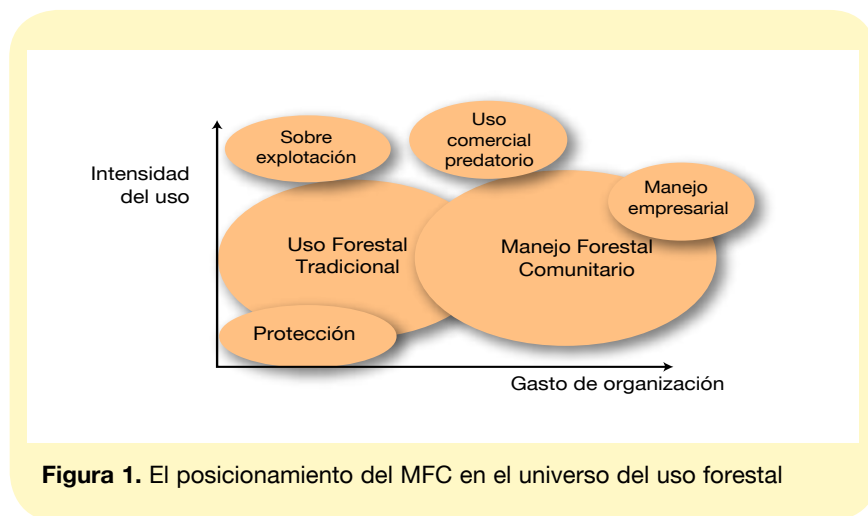 Intensidad
del uso
Sobre
explotación
Uso
comercial
predatorio
Manejo
empresarial
Uso Forestal
Tradicional
Manejo Forestal
Comunitario
Protección
Gasto de organización
Figura 1. El posicionamiento del MFC en el universo del uso forestal